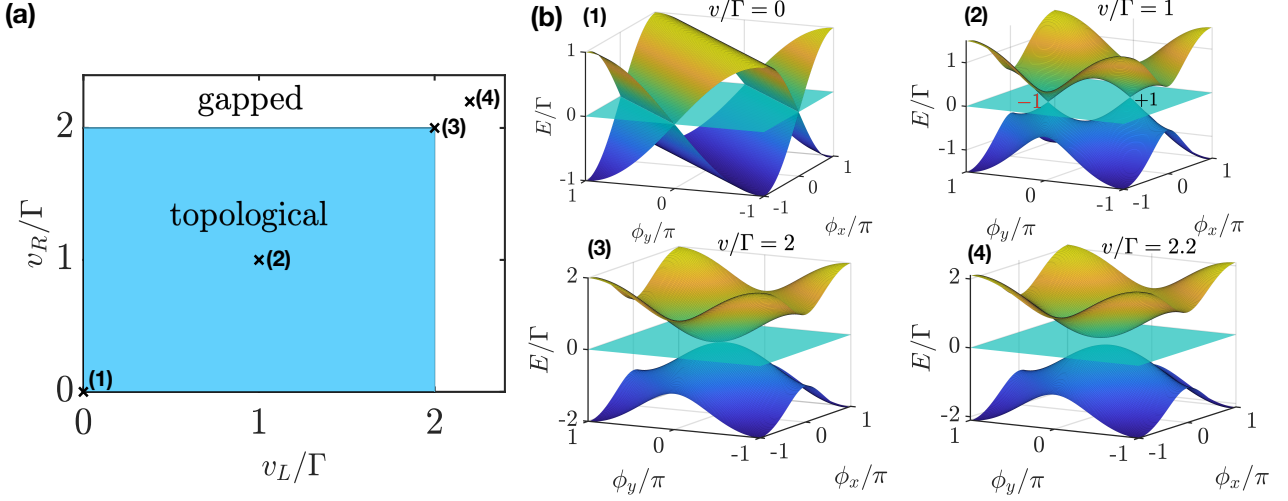 (a)
gapped
(4)
2
(3)
topological
v_R/Γ
1
(2)
0
(1)
0
1
2
v_L/Γ
(b)
(1)
v/Γ = 0
1
E/Γ
0
-1
1
0
-1
-1
0
1
ϕ_y/π
ϕ_x/π
(2)
v/Γ = 1
1
E/Γ
0
-1
−1
+1
1
0
-1
-1
0
1
ϕ_y/π
ϕ_x/π
(3)
v/Γ = 2
2
E/Γ
0
-2
1
0
-1
-1
0
1
ϕ_y/π
ϕ_x/π
(4)
v/Γ = 2.2
2
E/Γ
0
-2
1
0
-1
-1
0
1
ϕ_y/π
ϕ_x/π